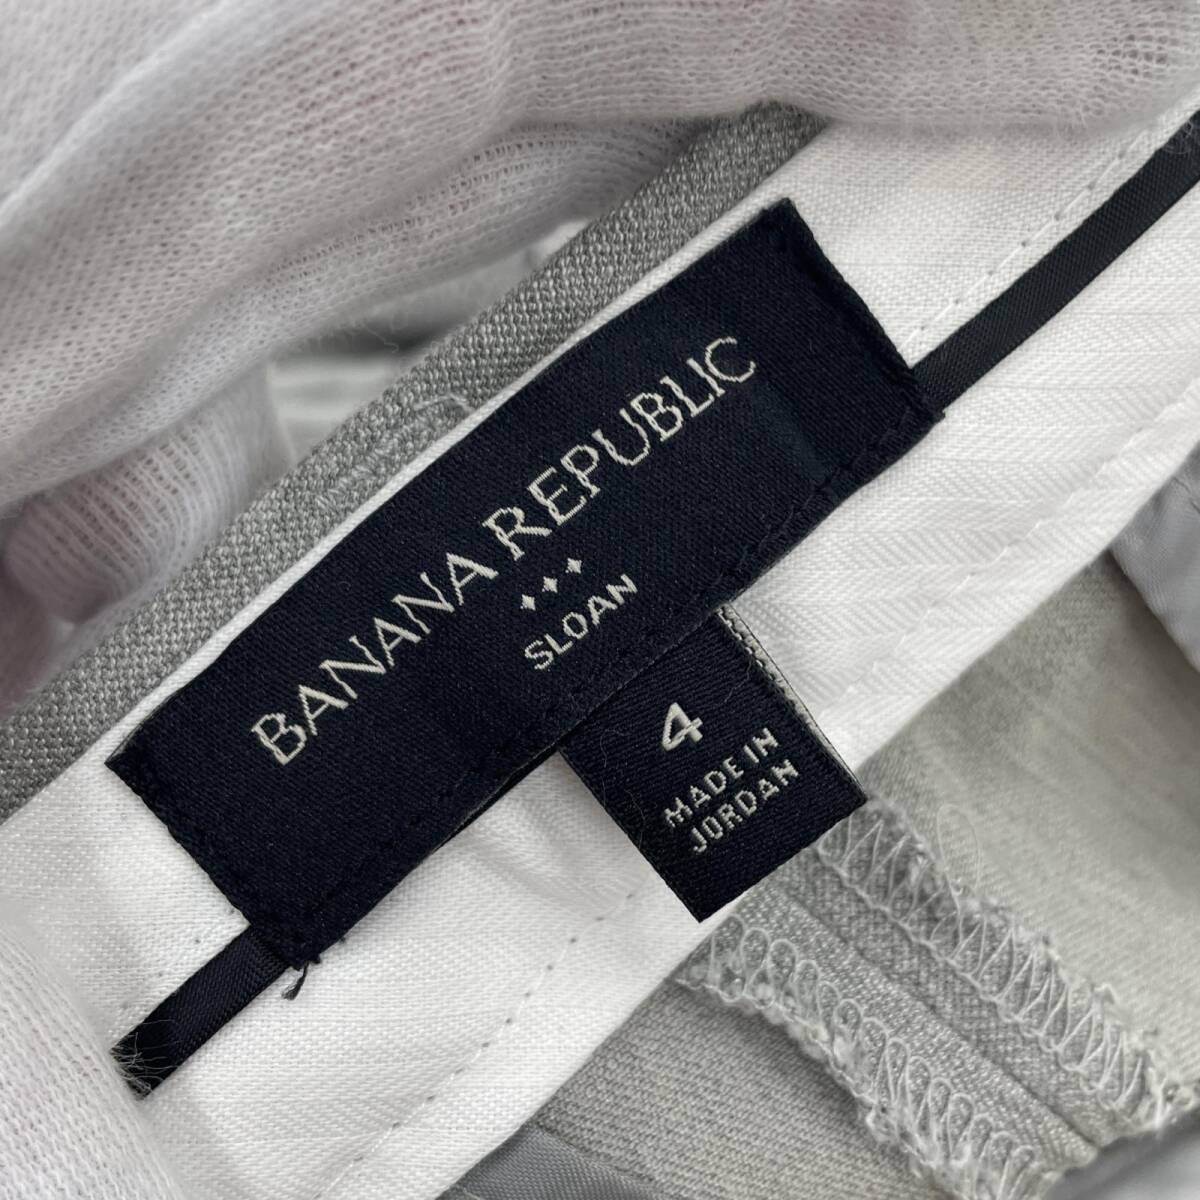 BANANA REPUBLIC
SLOAN
4
MADE IN
JORDAN